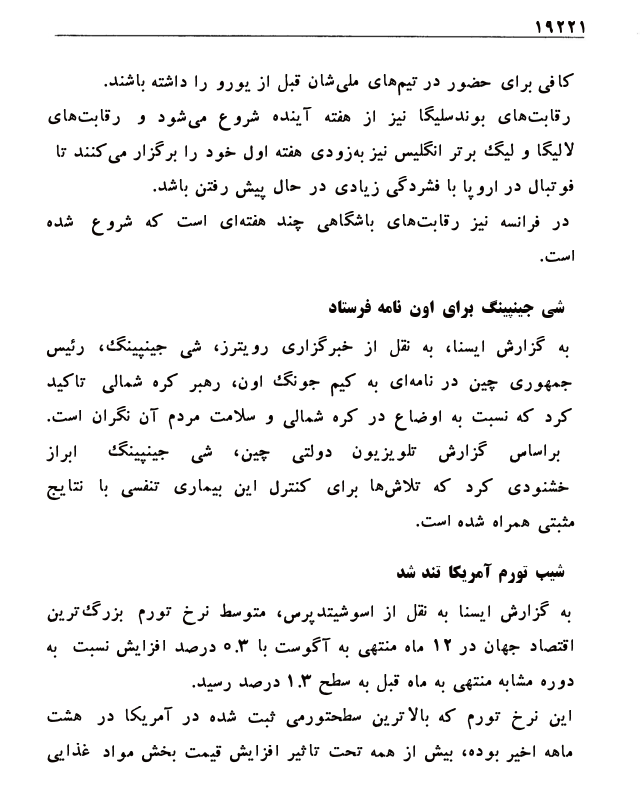 ۱۹۲۲۱
کافی برای حضور در تیم‌های ملی‌شان قبل از یورو را داشته باشند.
رقابت‌های بوندسلیگا نیز از هفته آینده شروع می‌شود و رقابت‌های
لالیگا و لیگ برتر انگلیس نیز به‌زودی هفته اول خود را برگزار می‌کنند تا
فوتبال در اروپا با فشردگی زیادی در حال پیش رفتن باشد.
در فرانسه نیز رقابت‌های باشگاهی چند هفته‌ای است که شروع شده
است.
شی جینپینگ برای اون نامه فرستاد
به گزارش ایسنا، به نقل از خبرگزاری رویترز، شی جینپینگ، رئیس
جمهوری چین در نامه‌ای به کیم جونگ اون، رهبر کره شمالی تاکید
کرد که نسبت به اوضاع در کره شمالی و سلامت مردم آن نگران است.
براساس گزارش تلویزیون دولتی چین، شی جینپینگ ابراز
خشنودی کرد که تلاش‌ها برای کنترل این بیماری تنفسی با نتایج
مثبتی همراه شده است.
شیب تورم آمریکا تند شد
به گزارش ایسنا به نقل از اسوشیتدپرس، متوسط نرخ تورم بزرگ‌ترین
اقتصاد جهان در ۱۲ ماه منتهی به آگوست با ۰.۳ درصد افزایش نسبت به
دوره مشابه منتهی به ماه قبل به سطح ۱.۳ درصد رسید.
این نرخ تورم که بالاترین سطحتورمی ثبت شده در آمریکا در هشت
ماهه اخیر بوده، بیش از همه تحت تاثیر افزایش قیمت بخش مواد غذایی